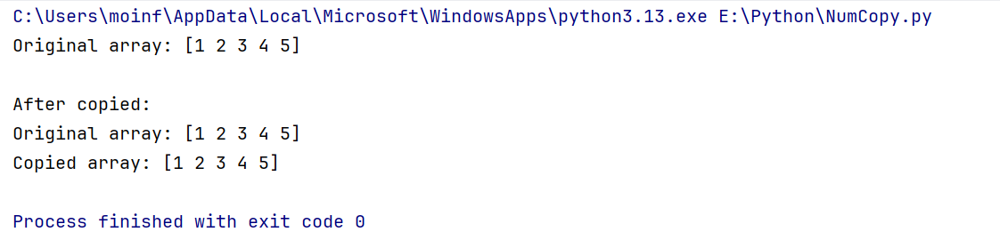 C:\Users\moinf\AppData\Local\Microsoft\WindowsApps\python3.13.exe E:\Python\NumCopy.py
Original array: [1 2 3 4 5]
After copied:
Original array: [1 2 3 4 5]
Copied array: [1 2 3 4 5]
Process finished with exit code 0